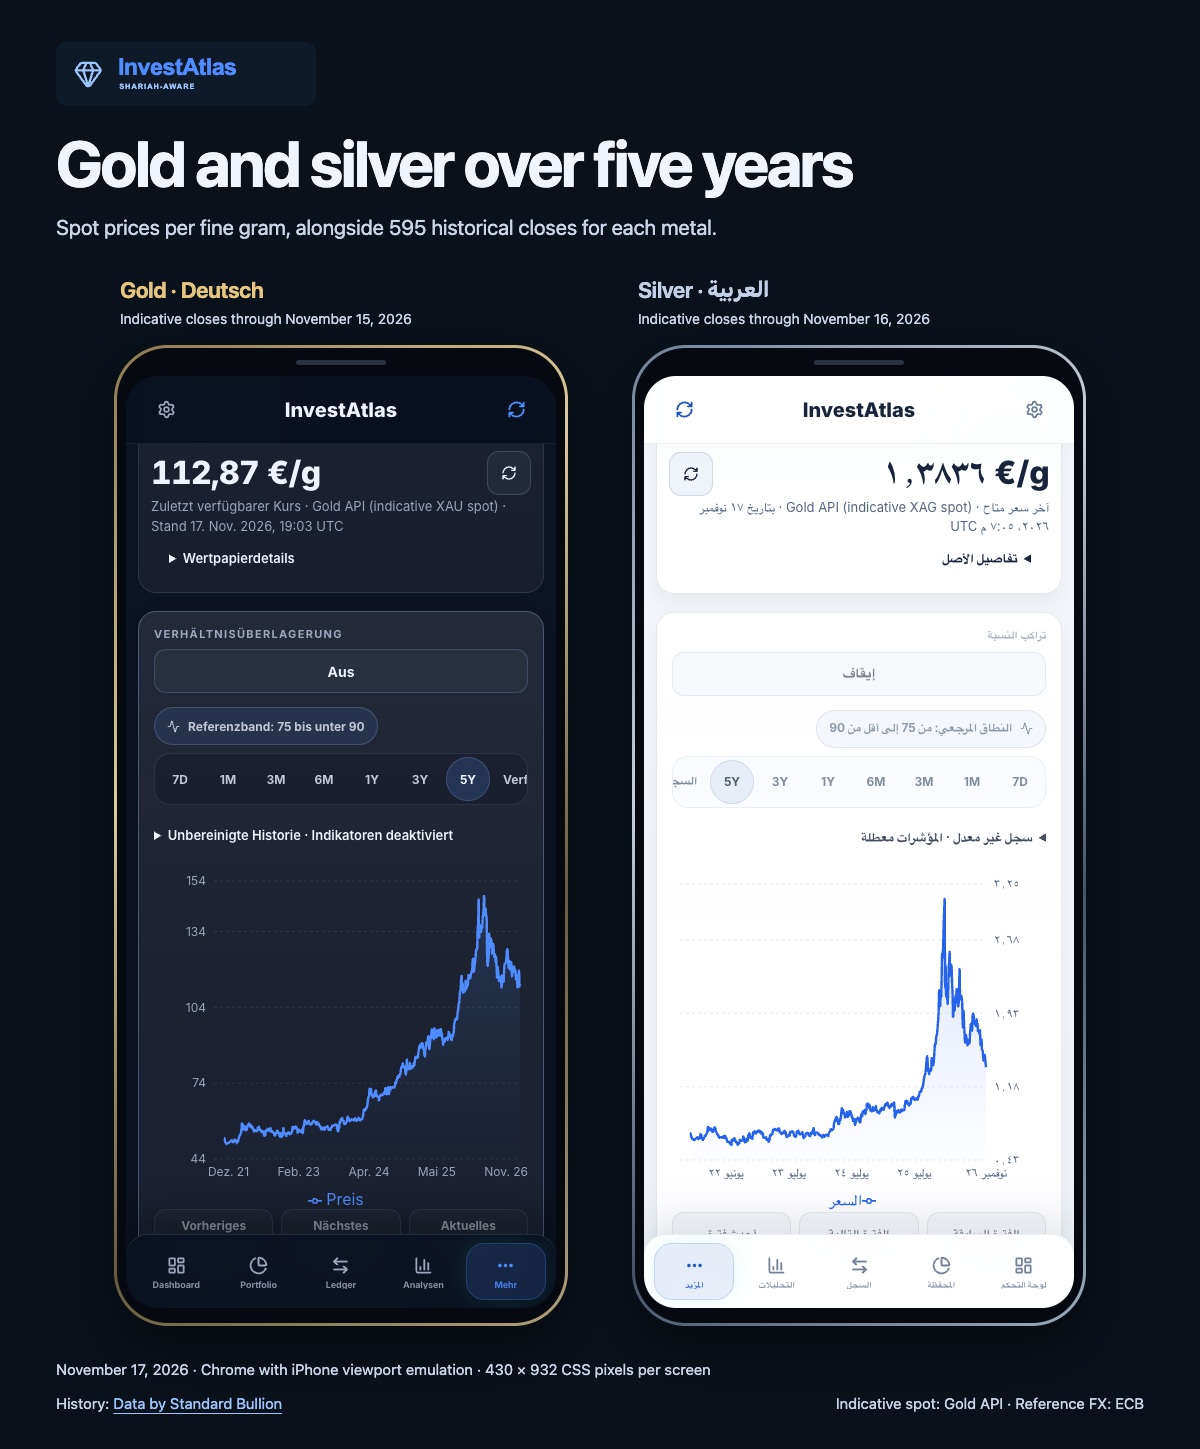 InvestAtlas
SHARIAH-AWARE
Gold and silver over five years
Spot prices per fine gram, alongside 595 historical closes for each metal.
Gold · Deutsch
Indicative closes through November 15, 2026
InvestAtlas
112,87 €/g
Zuletzt verfügbarer Kurs · Gold API (indicative XAU spot) ·
Stand 17. Nov. 2026, 19:03 UTC
Wertpapierdetails
VERHÄLTNISÜBERLAGERUNG
Aus
Referenzband: 75 bis unter 90
7D 1M 3M 6M 1Y 3Y 5Y Verf
Unbereinigte Historie · Indikatoren deaktiviert
154
134
104
74
44
Dez. 21 Feb. 23 Apr. 24 Mai 25 Nov. 26
Preis
Vorheriges Nächstes Aktuelles
Dashboard Portfolio Ledger Analysen Mehr
Silver · العربية
Indicative closes through November 16, 2026
InvestAtlas
١,٣٨٣٦ €/g
آخر سعر متاح · Gold API (indicative XAG spot) · بتاريخ ١٧ نوفمبر
٢٠٢٦، ٧:٠٥ م UTC
تفاصيل الأصل
تراكب النسبة
إيقاف
النطاق المرجعي: من 75 إلى أقل من 90
7D 1M 3M 6M 1Y 3Y 5Y السج
سجل غير معدل · المؤشرات معطلة
٣,٢٥
٢,٦٨
١,٩٣
١,١٨
٠,٤٣
يونيو ٢٢ يوليو ٢٣ يوليو ٢٤ يوليو ٢٥ نوفمبر ٢٦
السعر
لوحة التحكم المحفظة السجل التحليلات المزيد
November 17, 2026 · Chrome with iPhone viewport emulation · 430 × 932 CSS pixels per screen
History: Data by Standard Bullion
Indicative spot: Gold API · Reference FX: ECB